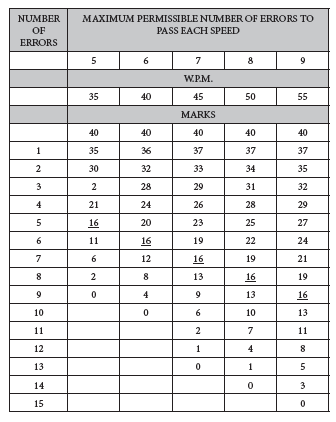 NUMBER OF ERRORS MAXIMUM PERMISSIBLE NUMBER OF ERRORS TO PASS EACH SPEED
5 6 7 8 9
W.P.M.
35 40 45 50 55
MARKS
40 40 40 40 40
1 35 36 37 37 37
2 30 32 33 34 35
3 2 28 29 31 32
4 21 24 26 28 29
5 16 20 23 25 27
6 11 16 19 22 24
7 6 12 16 19 21
8 2 8 13 16 19
9 0 4 9 13 16
10 0 6 10 13
11 2 7 11
12 1 4 8
13 0 1 5
14 0 3
15 0